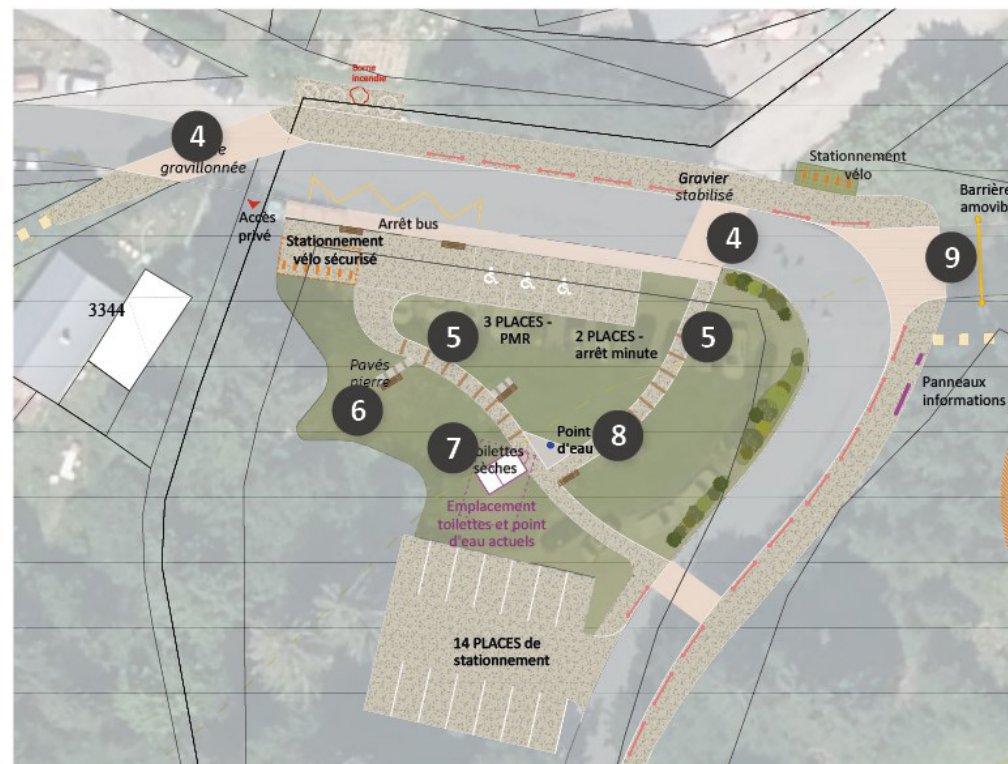 Borne
incendie
4
gravillonnée
Stationnement
vélo
Gravier
stabilisé
Barrière
amovib
Accès
privé
Arrêt bus
Stationnement
vélo sécurisé
4
9
3344
3 PLACES -
PMR
5
2 PLACES -
arrêt minute
5
Pavés
pierre
6
Panneaux
informations
7
Toilettes
sèches
Point
d'eau
8
Emplacement
toilettes et point
d'eau actuels
14 PLACES de
stationnement